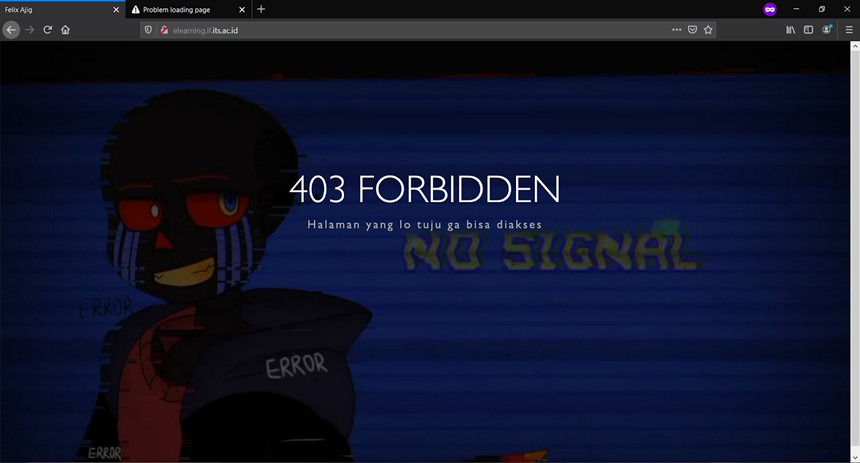 Felix Ajig
Problem loading page
elearning.if.its.ac.id
403 FORBIDDEN
Halaman yang lo tuju ga bisa diakses
NO SIGNAL
ERROR
ERROR
ERROR